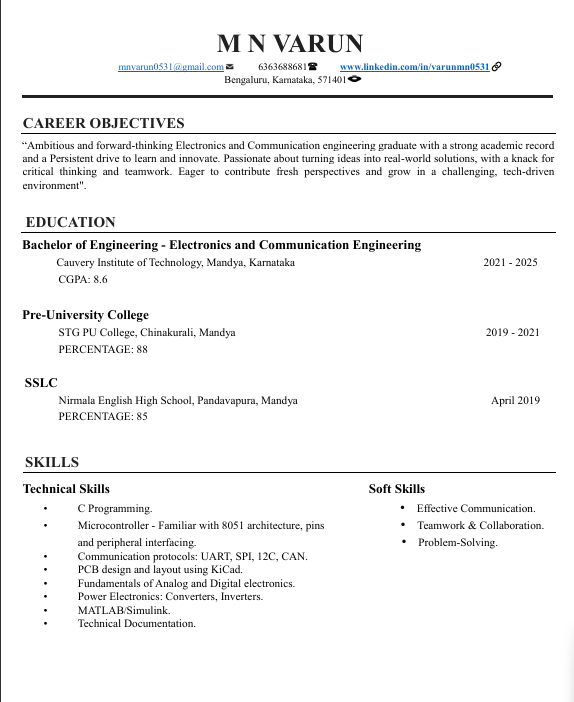 M N VARUN
mnvarun0531@gmail.com 6363688681 www.linkedin.com/in/varunmn0531
Bengaluru, Karnataka, 571401
CAREER OBJECTIVES
“Ambitious and forward-thinking Electronics and Communication engineering graduate with a strong academic record
and a Persistent drive to learn and innovate. Passionate about turning ideas into real-world solutions, with a knack for
critical thinking and teamwork. Eager to contribute fresh perspectives and grow in a challenging, tech-driven
environment".
EDUCATION
Bachelor of Engineering - Electronics and Communication Engineering
Cauvery Institute of Technology, Mandya, Karnataka 2021 - 2025
CGPA: 8.6
Pre-University College
STG PU College, Chinakurali, Mandya 2019 - 2021
PERCENTAGE: 88
SSLC
Nirmala English High School, Pandavapura, Mandya April 2019
PERCENTAGE: 85
SKILLS
Technical Skills
• C Programming.
• Microcontroller - Familiar with 8051 architecture, pins
and peripheral interfacing.
• Communication protocols: UART, SPI, 12C, CAN.
• PCB design and layout using KiCad.
• Fundamentals of Analog and Digital electronics.
• Power Electronics: Converters, Inverters.
• MATLAB/Simulink.
• Technical Documentation.
Soft Skills
• Effective Communication.
• Teamwork & Collaboration.
• Problem-Solving.